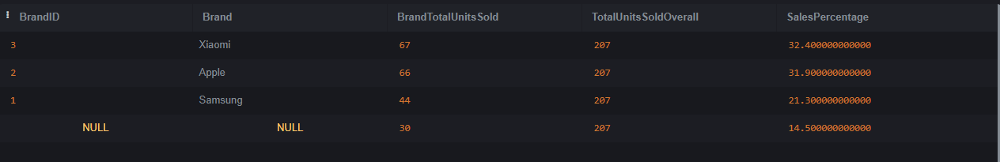 BrandID Brand BrandTotalUnitsSold TotalUnitsSoldOverall SalesPercentage
3 Xiaomi 67 207 32.400000000000
2 Apple 66 207 31.900000000000
1 Samsung 44 207 21.300000000000
NULL NULL 30 207 14.500000000000